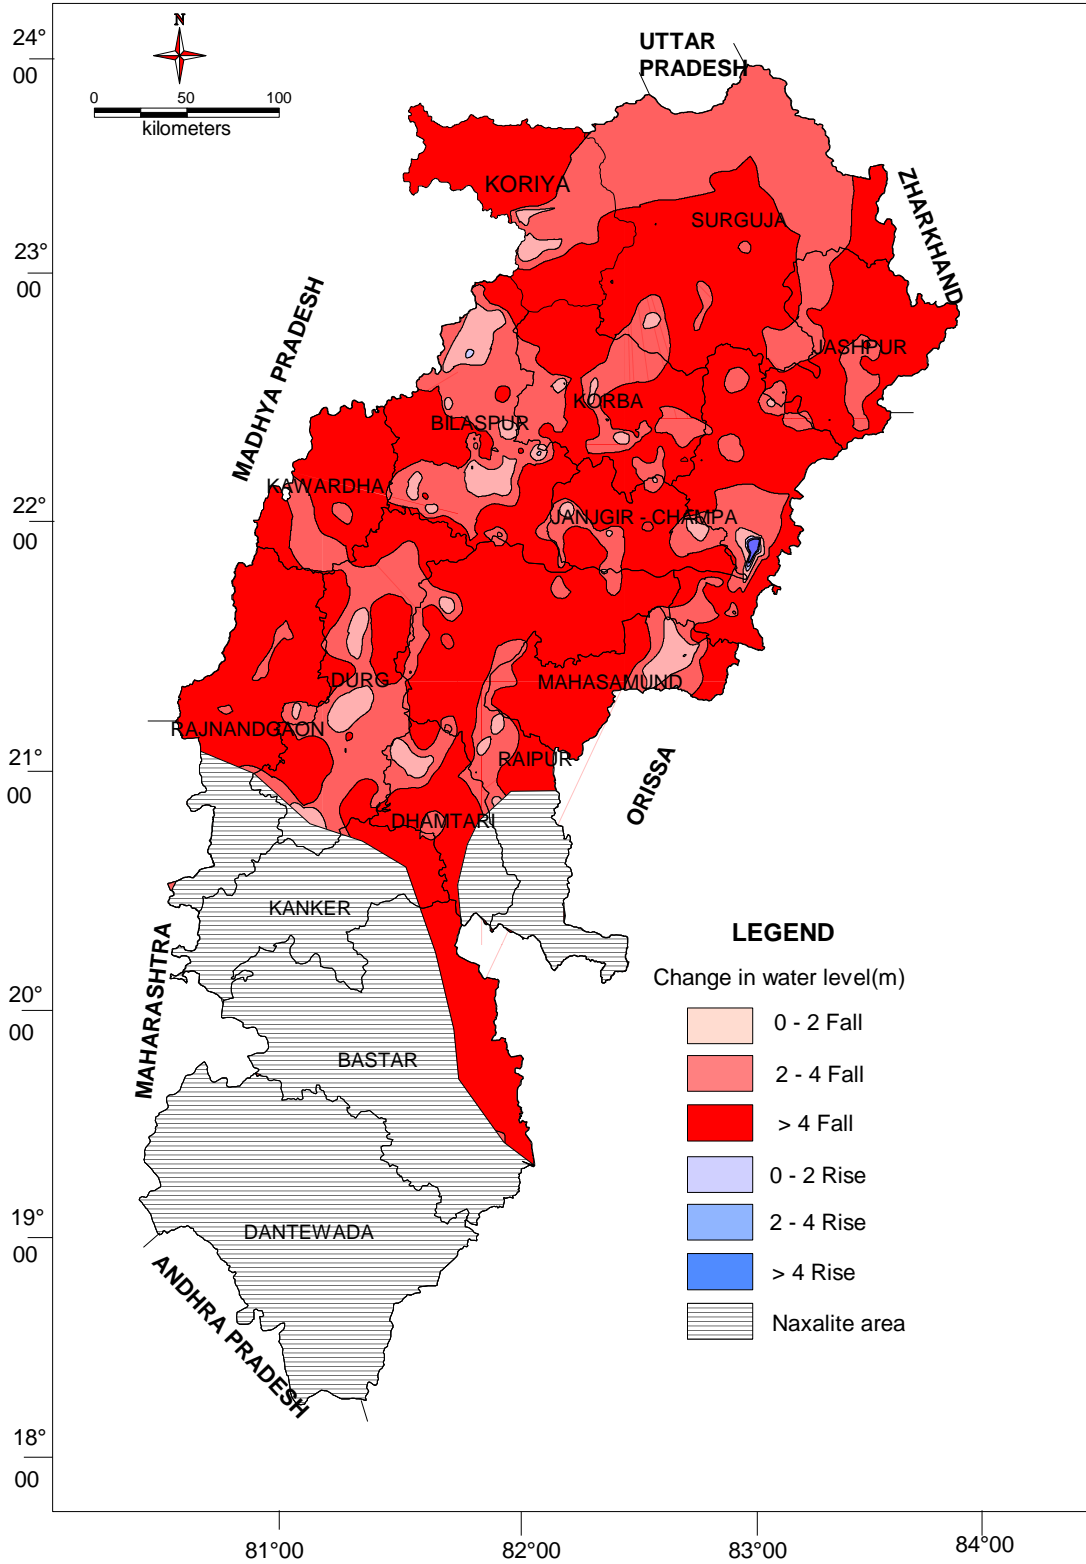 N
0 50 100
kilometers
24°
00
23°
00
22°
00
21°
00
20°
00
19°
00
18°
00
UTTAR
PRADESH
ZHARKHAND
MADHYA PRADESH
ORISSA
MAHARASHTRA
ANDHRA PRADESH
KORIYA
SURGUJA
JASHPUR
KORBA
BILASPUR
KAWARDHA
JANJGIR - CHAMPA
DURG
MAHASAMUND
RAJNANDGAON
RAIPUR
DHAMTARI
KANKER
BASTAR
DANTEWADA
LEGEND
Change in water level(m)
0 - 2 Fall
2 - 4 Fall
> 4 Fall
0 - 2 Rise
2 - 4 Rise
> 4 Rise
Naxalite area
81°00 82°00 83°00 84°00